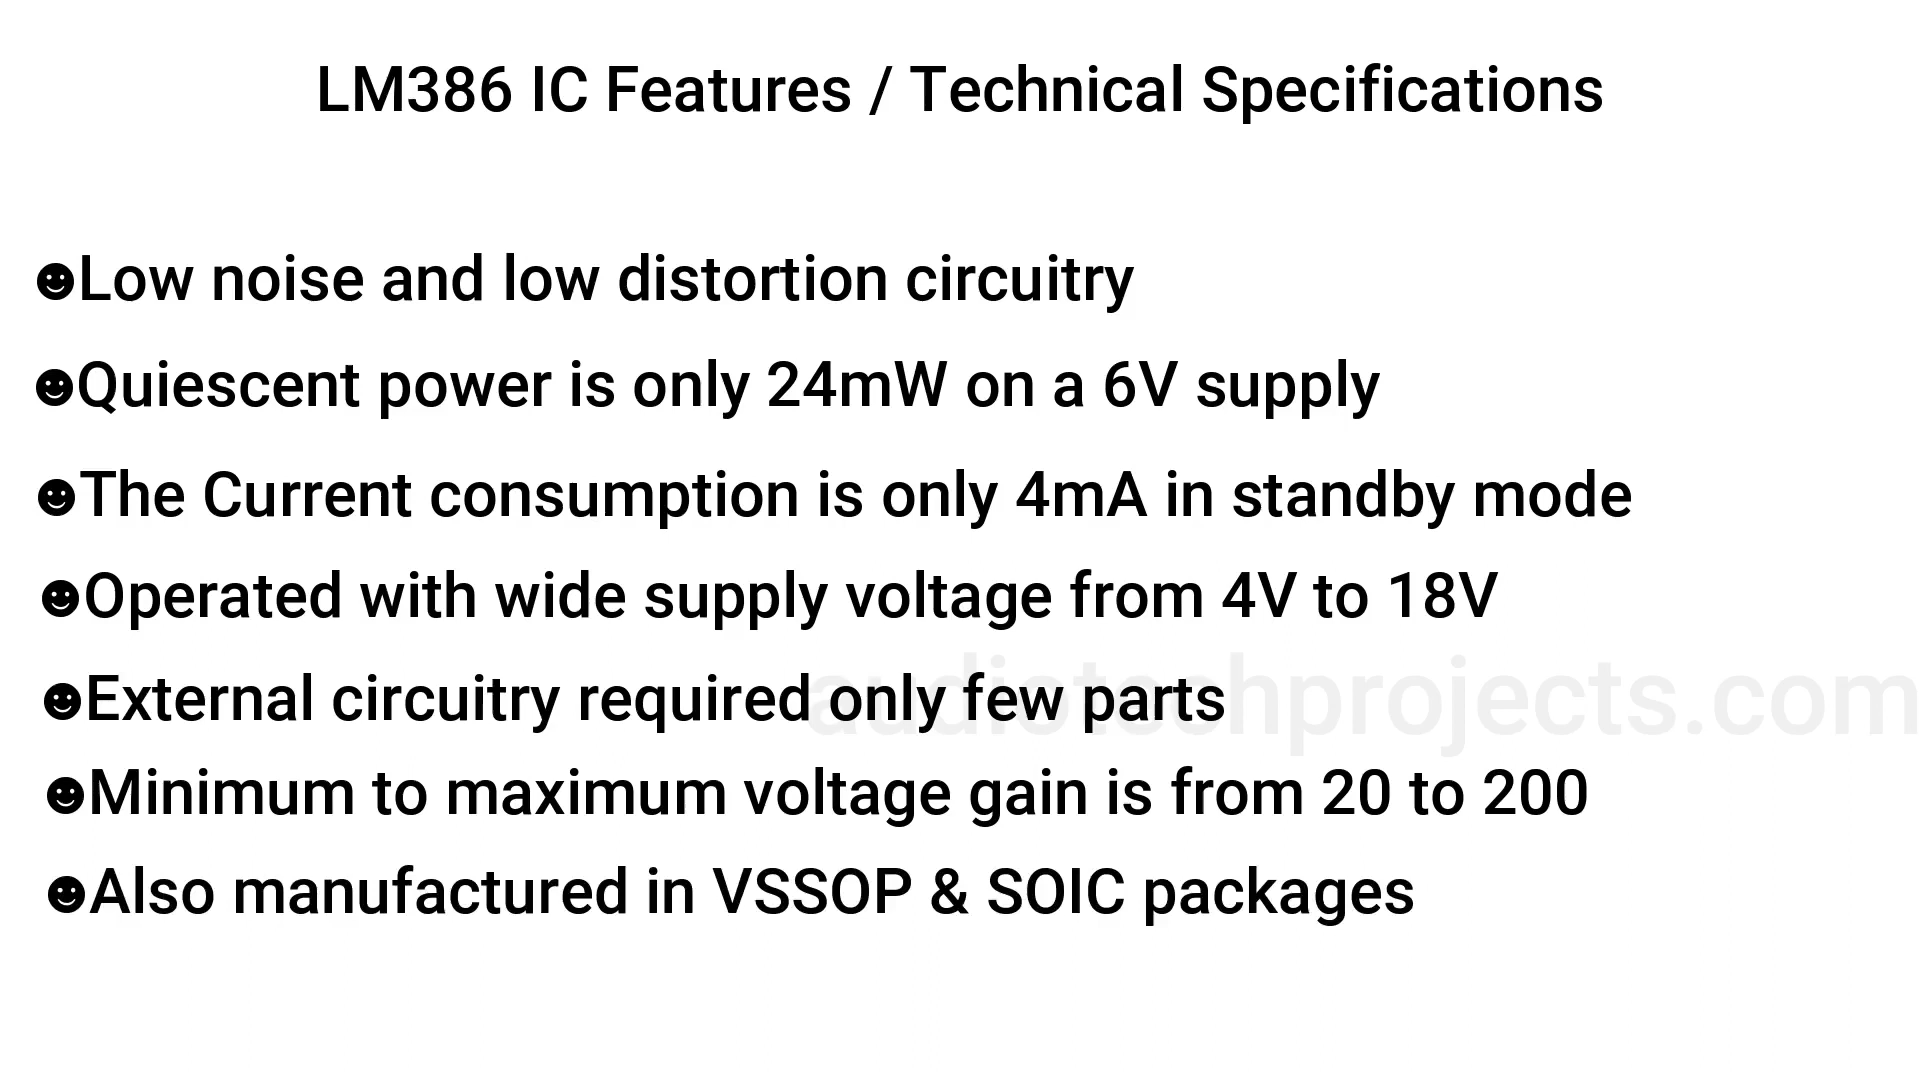 LM386 IC Features / Technical Specifications
☻Low noise and low distortion circuitry
☻Quiescent power is only 24mW on a 6V supply
☻The Current consumption is only 4mA in standby mode
☻Operated with wide supply voltage from 4V to 18V
☻External circuitry required only few parts
audiotechprojects.com
☻Minimum to maximum voltage gain is from 20 to 200
☻Also manufactured in VSSOP & SOIC packages